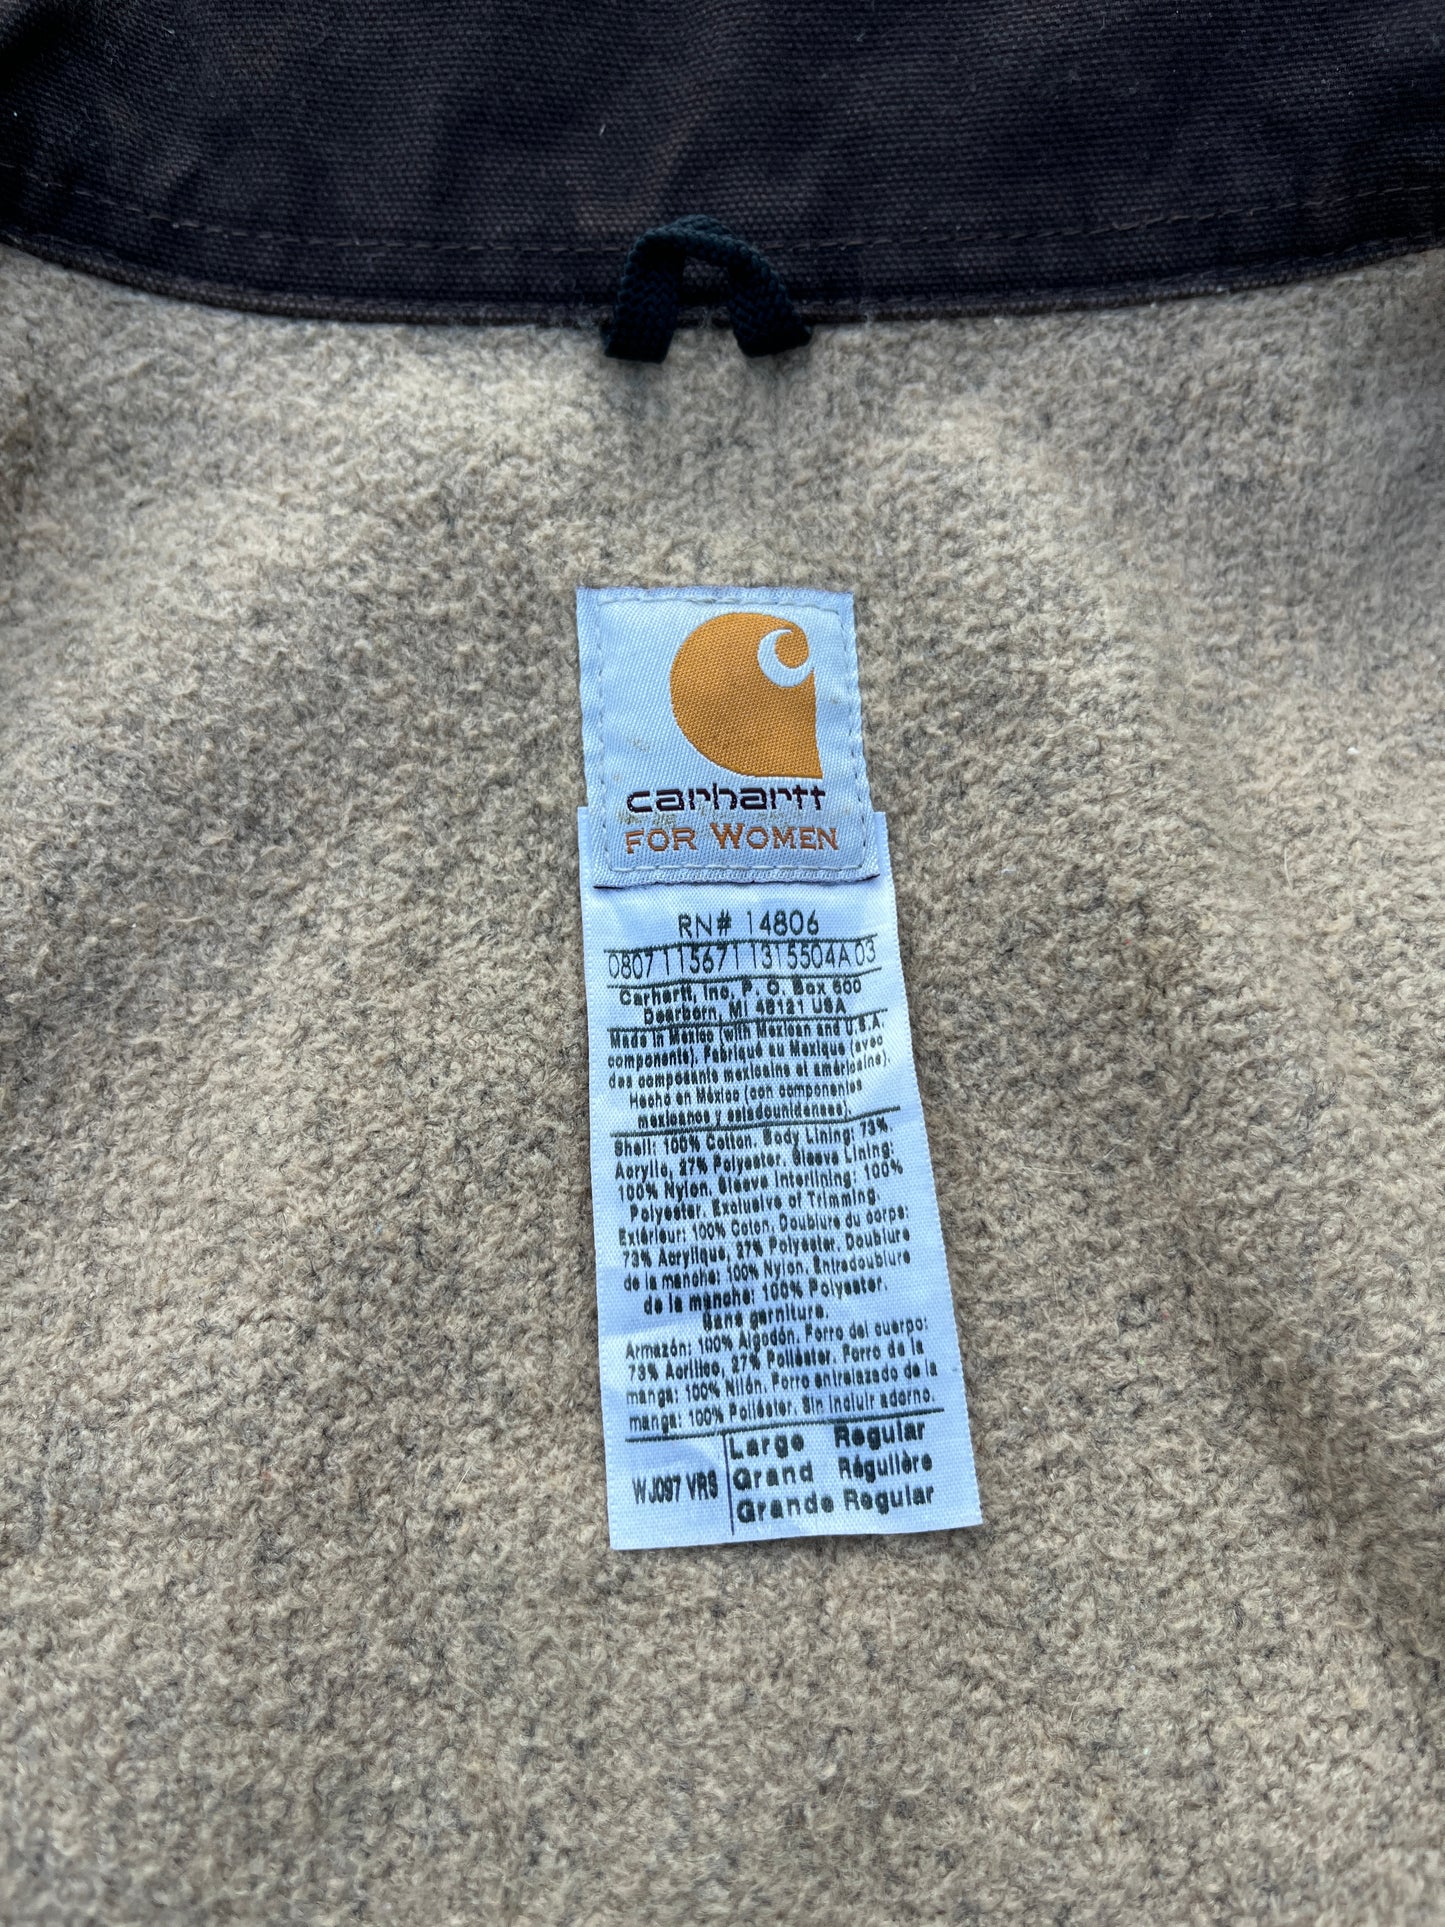 carhartt
FOR WOMEN
RN# 14806
0807 115671 1315504A 03
Carhartt, Inc, P. O. Box 600
Dearborn, MI 48121 USA
Made in Mexico (with Mexican and U.S.A.
components). Fabriqué au Mexique (avec
des composants mexicains et américains).
Hecho en México (con componentes
mexicanos y estadounidenses).
Shell: 100% Cotton. Body Lining: 73%
Acrylic, 27% Polyester. Sleeve Lining:
100% Nylon. Sleeve Interlining: 100%
Polyester. Exclusive of Trimming.
Extérieur: 100% Coton, Doublure du corps:
73% Acrylique, 27% Polyester. Doublure
de la manche: 100% Nylon. Entredoublure
de la manche: 100% Polyester.
Sans garniture.
Armazón: 100% Algodón. Forro del cuerpo:
73% Acrílico, 27% Poliéster. Forro de la
manga: 100% Nilón. Forro entrelazado de la
manga: 100% Poliéster. Sin incluir adorno.
WJ097 VRS
Large Regular
Grand Régulière
Grande Regular